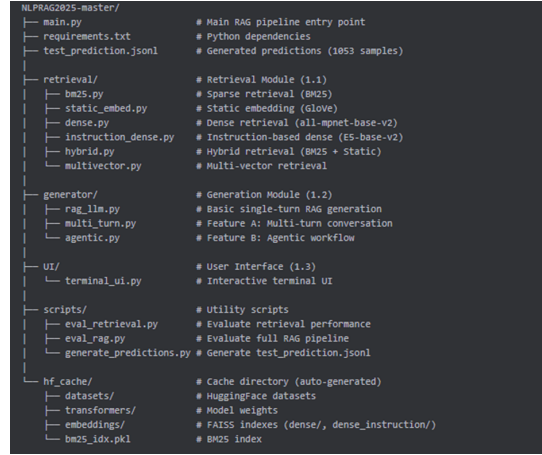 NLPRAG2025-master/
├── main.py # Main RAG pipeline entry point
├── requirements.txt # Python dependencies
├── test_prediction.jsonl # Generated predictions (1053 samples)
│
├── retrieval/ # Retrieval Module (1.1)
│   ├── bm25.py # Sparse retrieval (BM25)
│   ├── static_embed.py # Static embedding (GloVe)
│   ├── dense.py # Dense retrieval (all-mpnet-base-v2)
│   ├── instruction_dense.py # Instruction-based dense (E5-base-v2)
│   ├── hybrid.py # Hybrid retrieval (BM25 + Static)
│   └── multivector.py # Multi-vector retrieval
│
├── generator/ # Generation Module (1.2)
│   ├── rag_llm.py # Basic single-turn RAG generation
│   ├── multi_turn.py # Feature A: Multi-turn conversation
│   └── agentic.py # Feature B: Agentic workflow
│
├── UI/ # User Interface (1.3)
│   └── terminal_ui.py # Interactive terminal UI
│
├── scripts/ # Utility scripts
│   ├── eval_retrieval.py # Evaluate retrieval performance
│   ├── eval_rag.py # Evaluate full RAG pipeline
│   └── generate_predictions.py # Generate test_prediction.jsonl
│
└── hf_cache/ # Cache directory (auto-generated)
    ├── datasets/ # HuggingFace datasets
    ├── transformers/ # Model weights
    ├── embeddings/ # FAISS indexes (dense/, dense_instruction/)
    └── bm25_idx.pkl # BM25 index